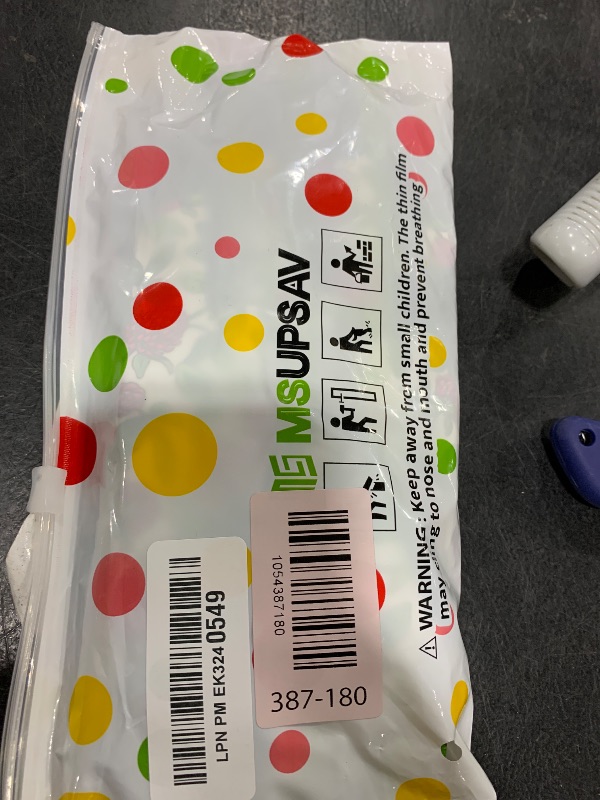 MSUPSAV
⚠ WARNING : Keep away from small children. The thin film
may cling to nose and mouth and prevent breathing
1054387180
387-180
LPN PM EK324 0549